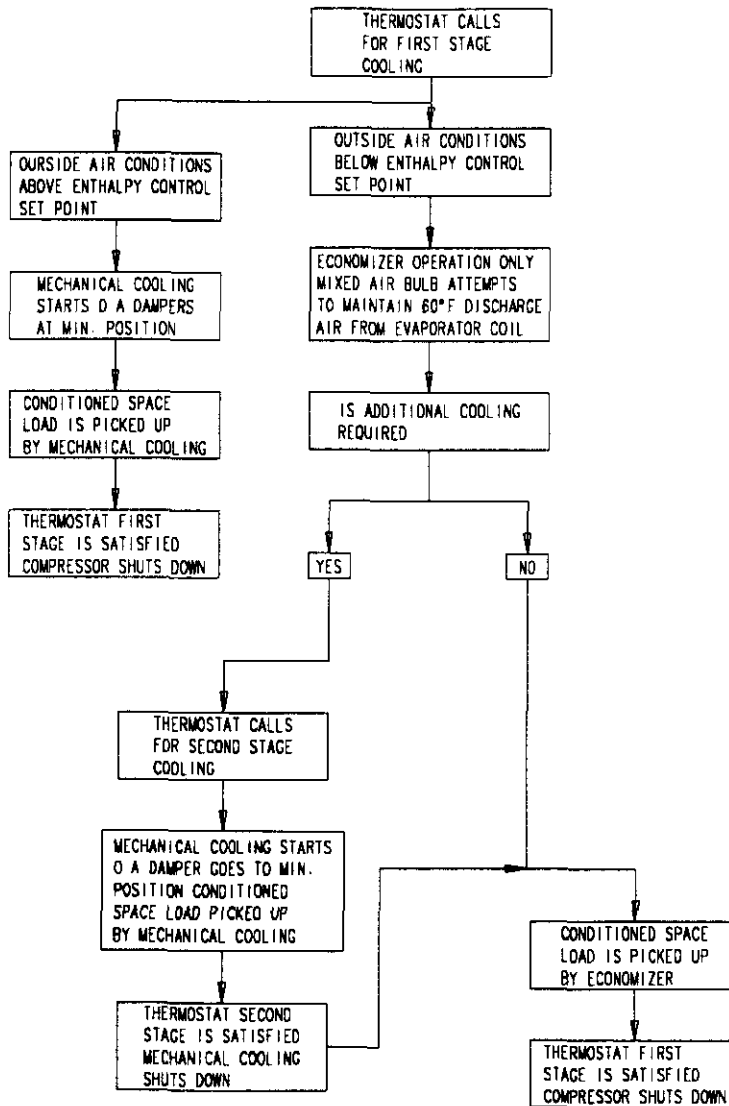 THERMOSTAT CALLS
FOR FIRST STAGE
COOLING
OURSIDE AIR CONDITIONS
ABOVE ENTHALPY CONTROL
SET POINT
OUTSIDE AIR CONDITIONS
BELOW ENTHALPY CONTROL
SET POINT
MECHANICAL COOLING
STARTS O A DAMPERS
AT MIN. POSITION
ECONOMIZER OPERATION ONLY
MIXED AIR BULB ATTEMPTS
TO MAINTAIN 60°F DISCHARGE
AIR FROM EVAPORATOR COIL
CONDITIONED SPACE
LOAD IS PICKED UP
BY MECHANICAL COOLING
IS ADDITIONAL COOLING
REQUIRED
THERMOSTAT FIRST
STAGE IS SATISFIED
COMPRESSOR SHUTS DOWN
YES
NO
THERMOSTAT CALLS
FOR SECOND STAGE
COOLING
MECHANICAL COOLING STARTS
O A DAMPER GOES TO MIN.
POSITION CONDITIONED
SPACE LOAD PICKED UP
BY MECHANICAL COOLING
CONDITIONED SPACE
LOAD IS PICKED UP
BY ECONOMIZER
THERMOSTAT SECOND
STAGE IS SATISFIED
MECHANICAL COOLING
SHUTS DOWN
THERMOSTAT FIRST
STAGE IS SATISFIED
COMPRESSOR SHUTS DOWN